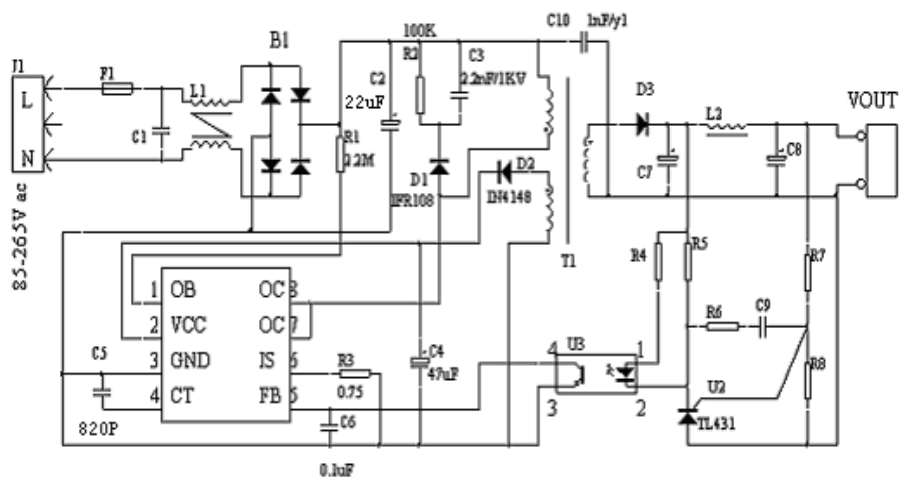 C10 1nF/y1
100K
B1
J1
R2
C3
F1
L1
C2
2.2nF/1KV
L
22uF
D3
L2
VOUT
C1
R1
N
2.2M
D2
C7
C8
D1
IFR108
IN4148
T1
R4
R5
R7
85-265V ac
1 OB OC 8
2 VCC OC 7
3 GND IS 6
4 CT FB 5
R6
C9
C5
R3
0.75
C4
47uF
4 U3 1
R8
3 2
U2
TL431
820P
C6
0.1uF